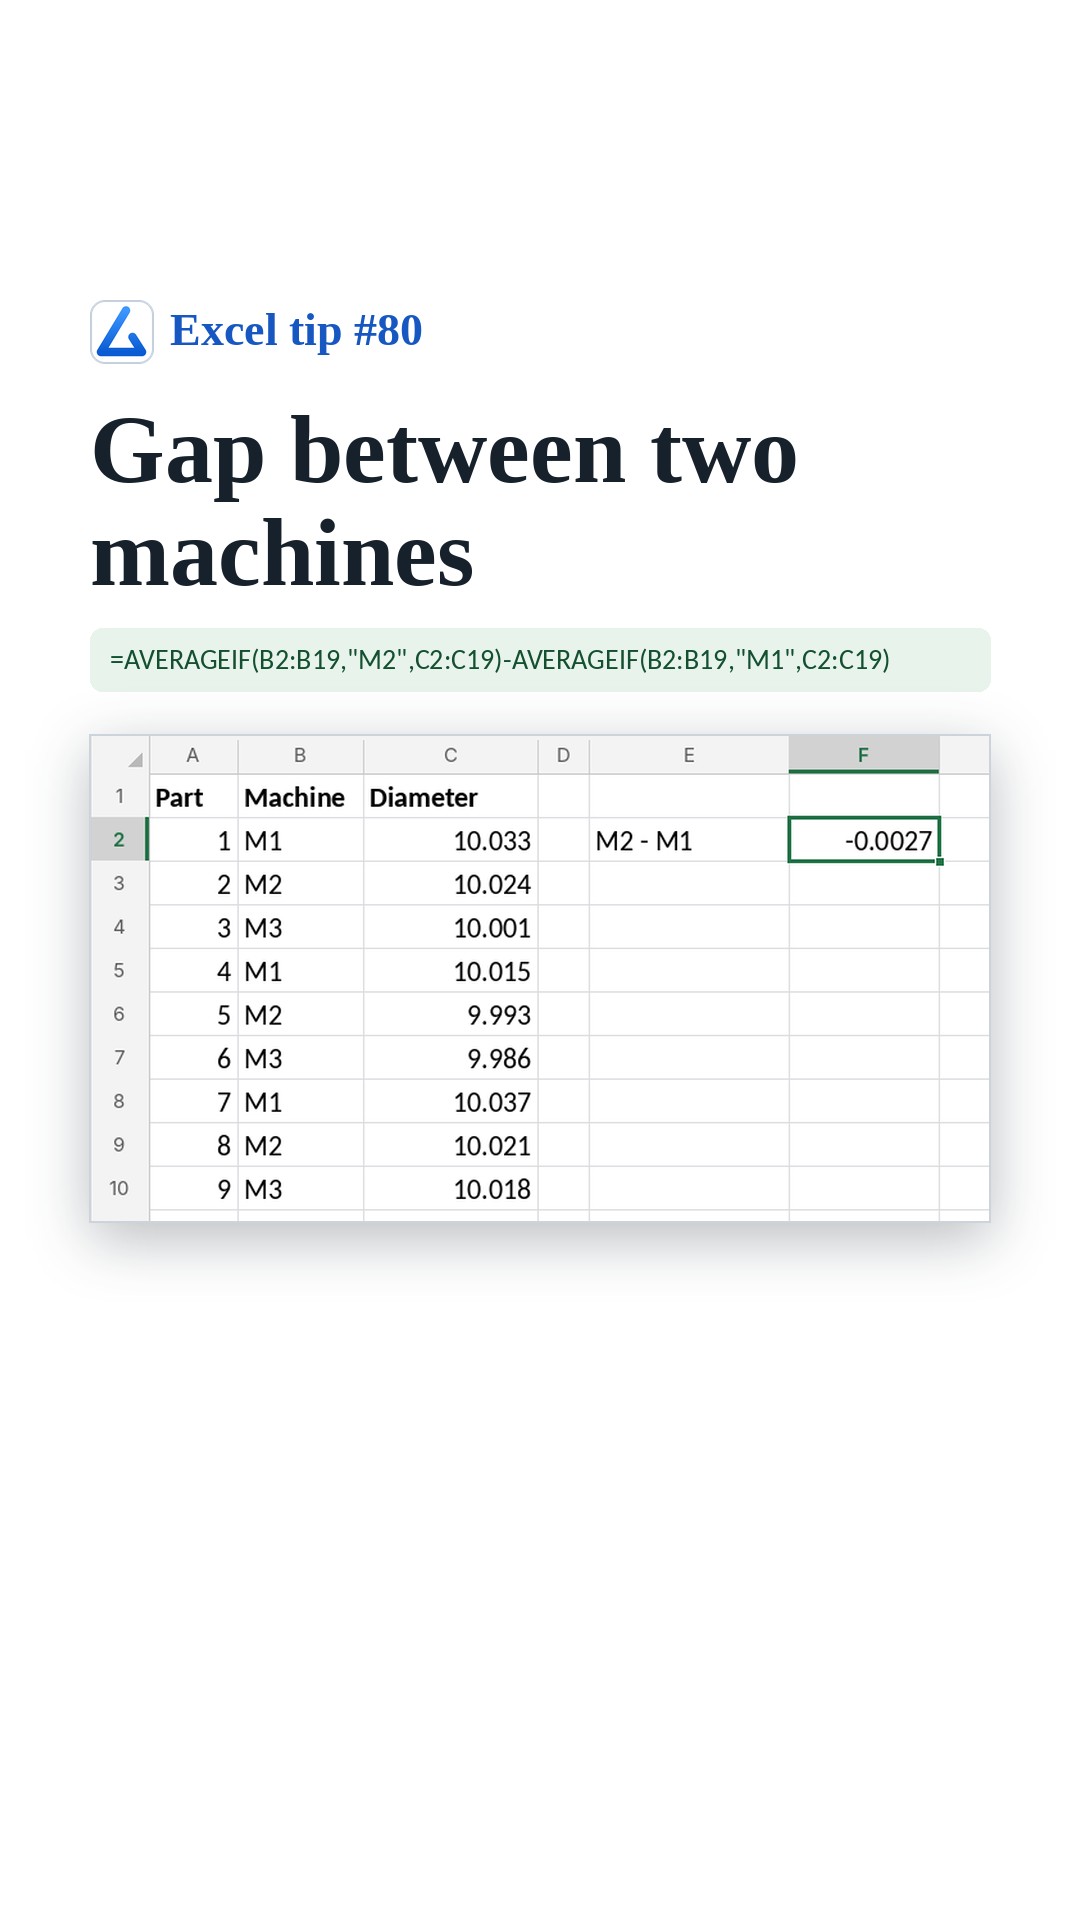 Excel tip #80
Gap between two
machines
=AVERAGEIF(B2:B19,"M2",C2:C19)-AVERAGEIF(B2:B19,"M1",C2:C19)
A B C D E F
1 Part Machine Diameter
2 1 M1 10.033 M2 - M1 -0.0027
3 2 M2 10.024
4 3 M3 10.001
5 4 M1 10.015
6 5 M2 9.993
7 6 M3 9.986
8 7 M1 10.037
9 8 M2 10.021
10 9 M3 10.018